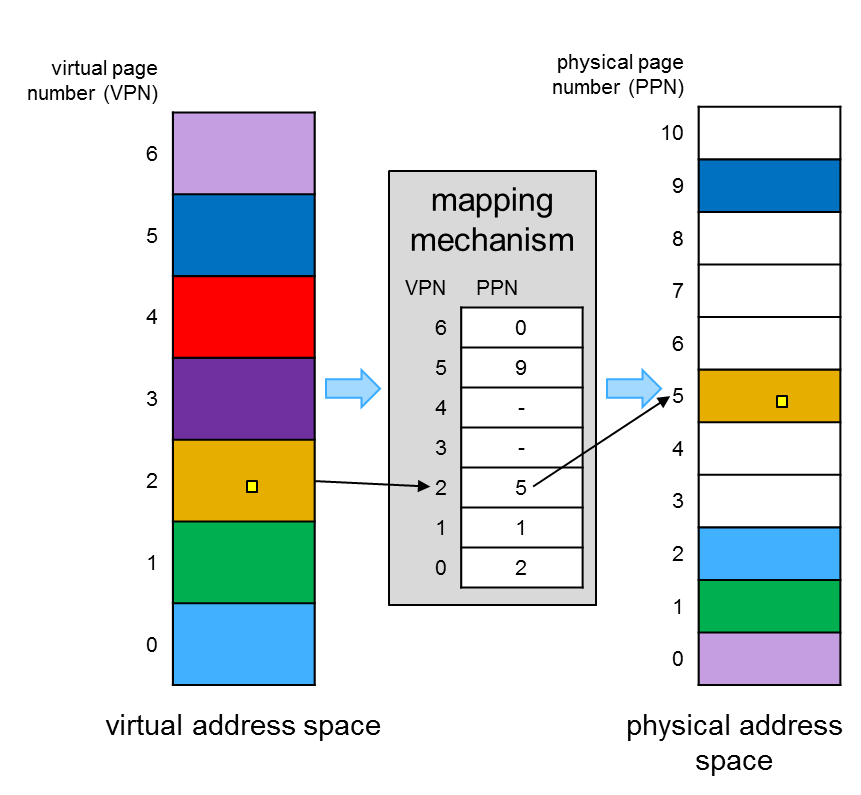 virtual page
number (VPN)
6
5
4
3
2
1
0
virtual address space
mapping
mechanism
VPN PPN
6 0
5 9
4 -
3 -
2 5
1 1
0 2
physical page
number (PPN)
10
9
8
7
6
5
4
3
2
1
0
physical address
space